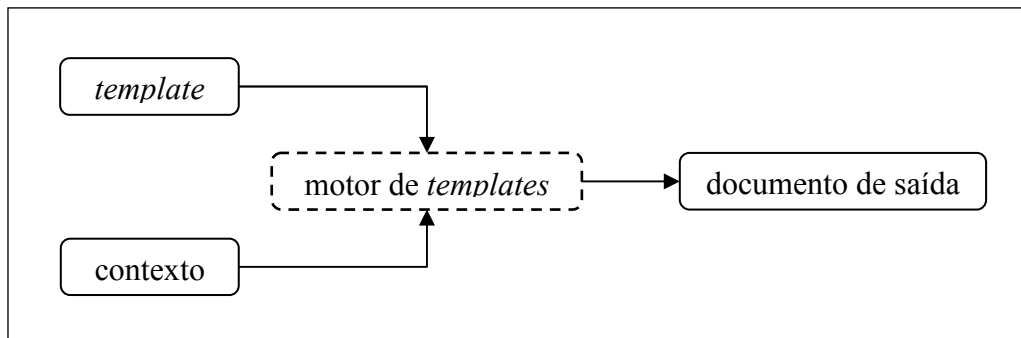 template
motor de templates
documento de saída
contexto